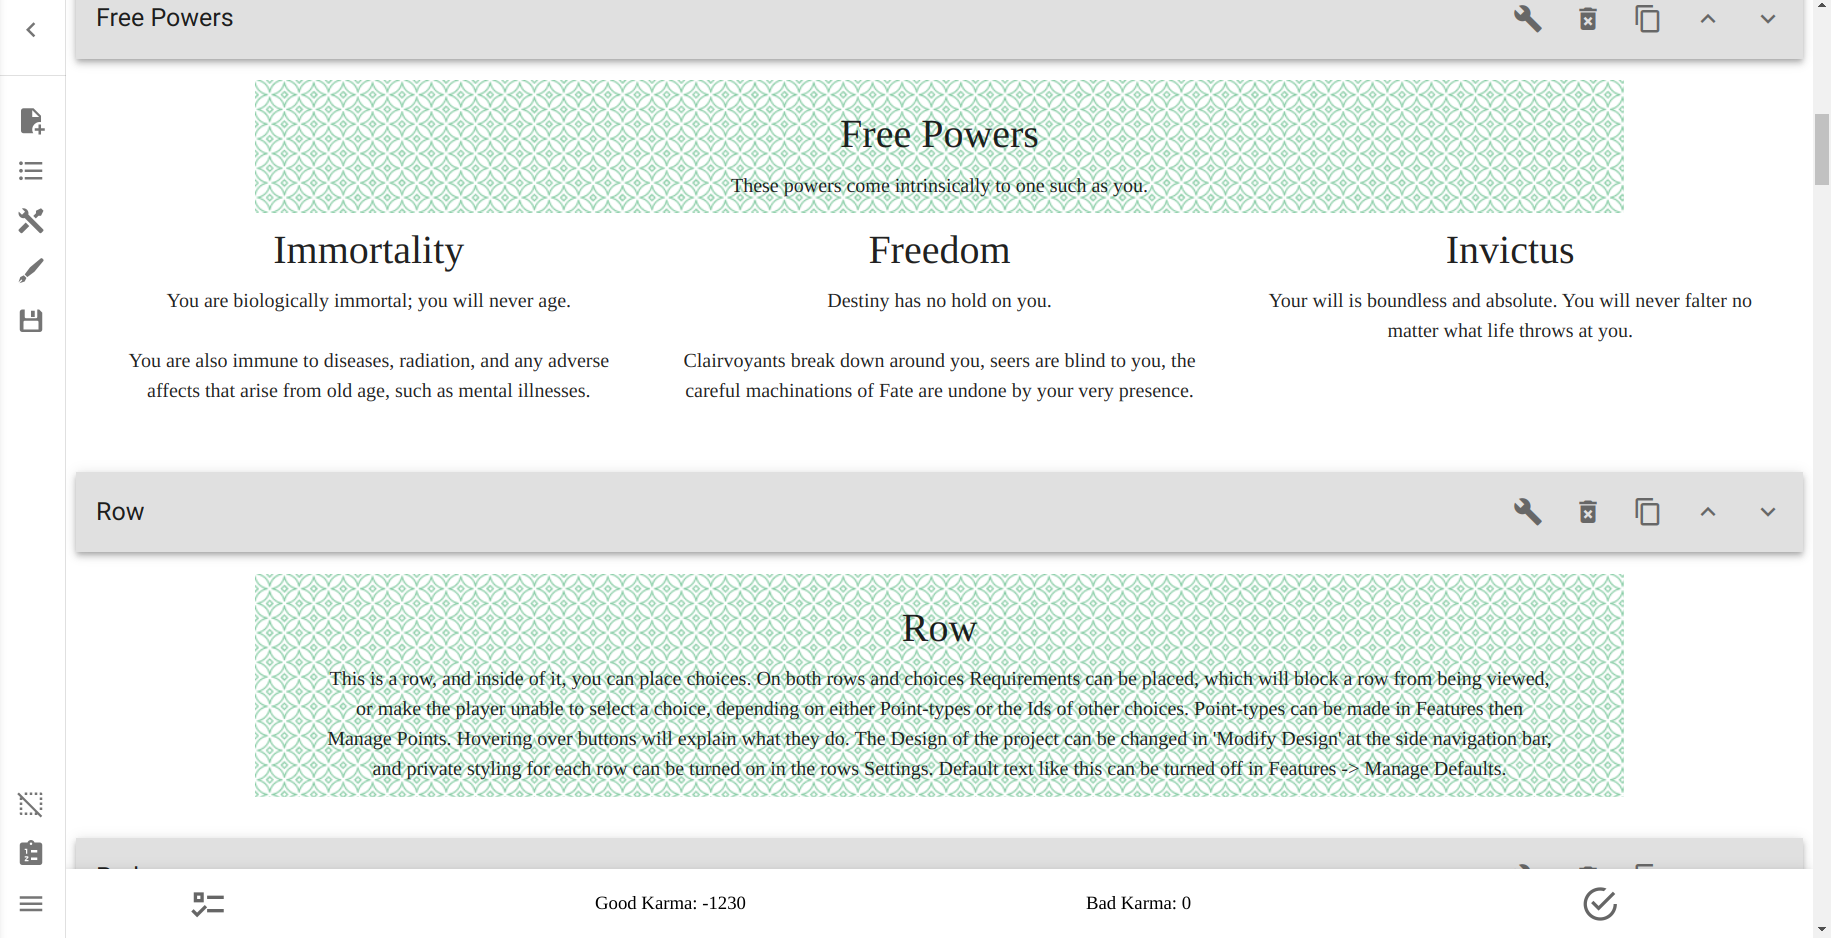 Free Powers
Free Powers
These powers come intrinsically to one such as you.
Immortality
You are biologically immortal; you will never age.
You are also immune to diseases, radiation, and any adverse
affects that arise from old age, such as mental illnesses.
Freedom
Destiny has no hold on you.
Clairvoyants break down around you, seers are blind to you, the
careful machinations of Fate are undone by your very presence.
Invictus
Your will is boundless and absolute. You will never falter no
matter what life throws at you.
Row
Row
This is a row, and inside of it, you can place choices. On both rows and choices Requirements can be placed, which will block a row from being viewed,
or make the player unable to select a choice, depending on either Point-types or the Ids of other choices. Point-types can be made in Features then
Manage Points. Hovering over buttons will explain what they do. The Design of the project can be changed in 'Modify Design' at the side navigation bar,
and private styling for each row can be turned on in the rows Settings. Default text like this can be turned off in Features -> Manage Defaults.
Good Karma: -1230
Bad Karma: 0